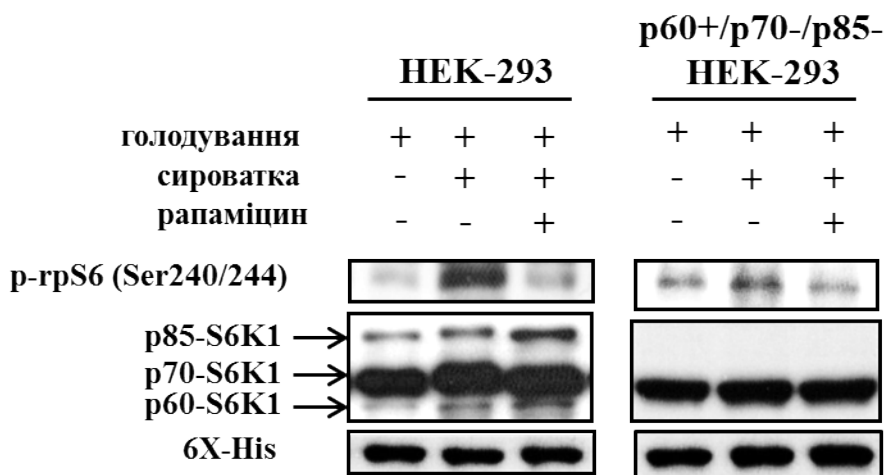 HEK-293
p60+/p70-/p85-
HEK-293
голодування + + + + + +
сироватка - + + - + +
рапаміцин - - + - - +
p-rpS6 (Ser240/244)
p85-S6K1
p70-S6K1
p60-S6K1
6X-His